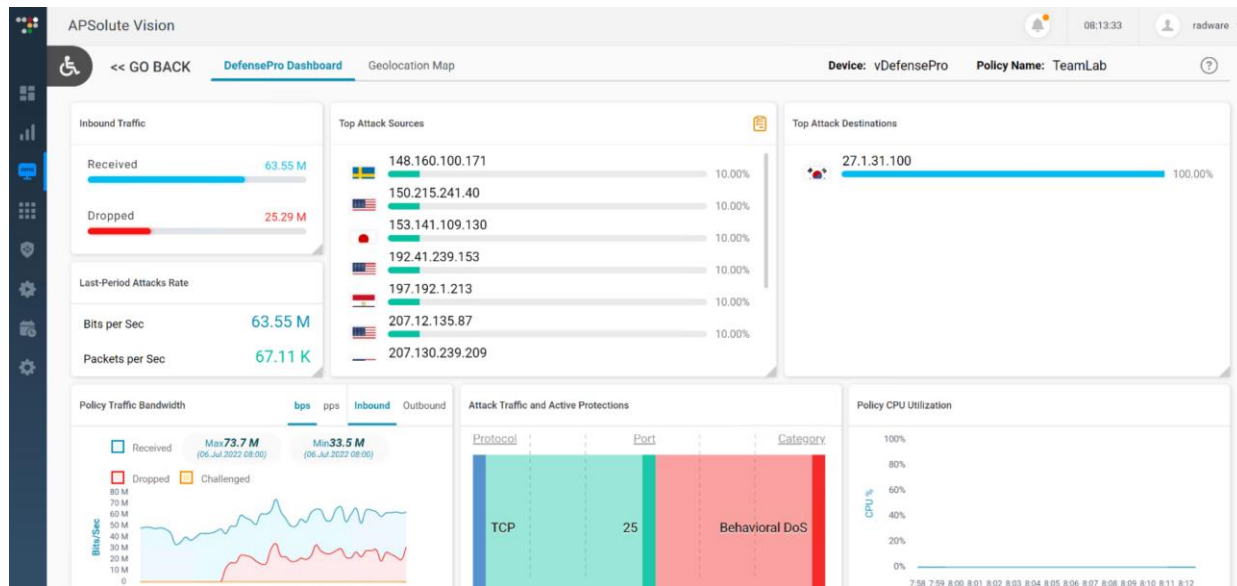 APSolute Vision
08:13:33
radware
<< GO BACK
DefensePro Dashboard
Geolocation Map
Device: vDefensePro
Policy Name: TeamLab
?
Inbound Traffic
Received 63.55 M
Dropped 25.29 M
Last-Period Attacks Rate
Bits per Sec 63.55 M
Packets per Sec 67.11 K
Top Attack Sources
148.160.100.171
10.00%
150.215.241.40
10.00%
153.141.109.130
10.00%
192.41.239.153
10.00%
197.192.1.213
10.00%
207.12.135.87
10.00%
207.130.239.209
Top Attack Destinations
27.1.31.100
100.00%
Policy Traffic Bandwidth
bps pps Inbound Outbound
Received
Max73.7 M
(06.Jul.2022 08:00)
Min33.5 M
(06.Jul.2022 08:00)
Dropped Challenged
Bits/Sec
80 M
70 M
60 M
50 M
40 M
30 M
20 M
10 M
0
Attack Traffic and Active Protections
Protocol Port Category
TCP 25 Behavioral DoS
Policy CPU Utilization
CPU %
100%
80%
60%
40%
20%
0%
7:58 7:59 8:00 8:01 8:02 8:03 8:04 8:05 8:06 8:07 8:08 8:09 8:10 8:11 8:12